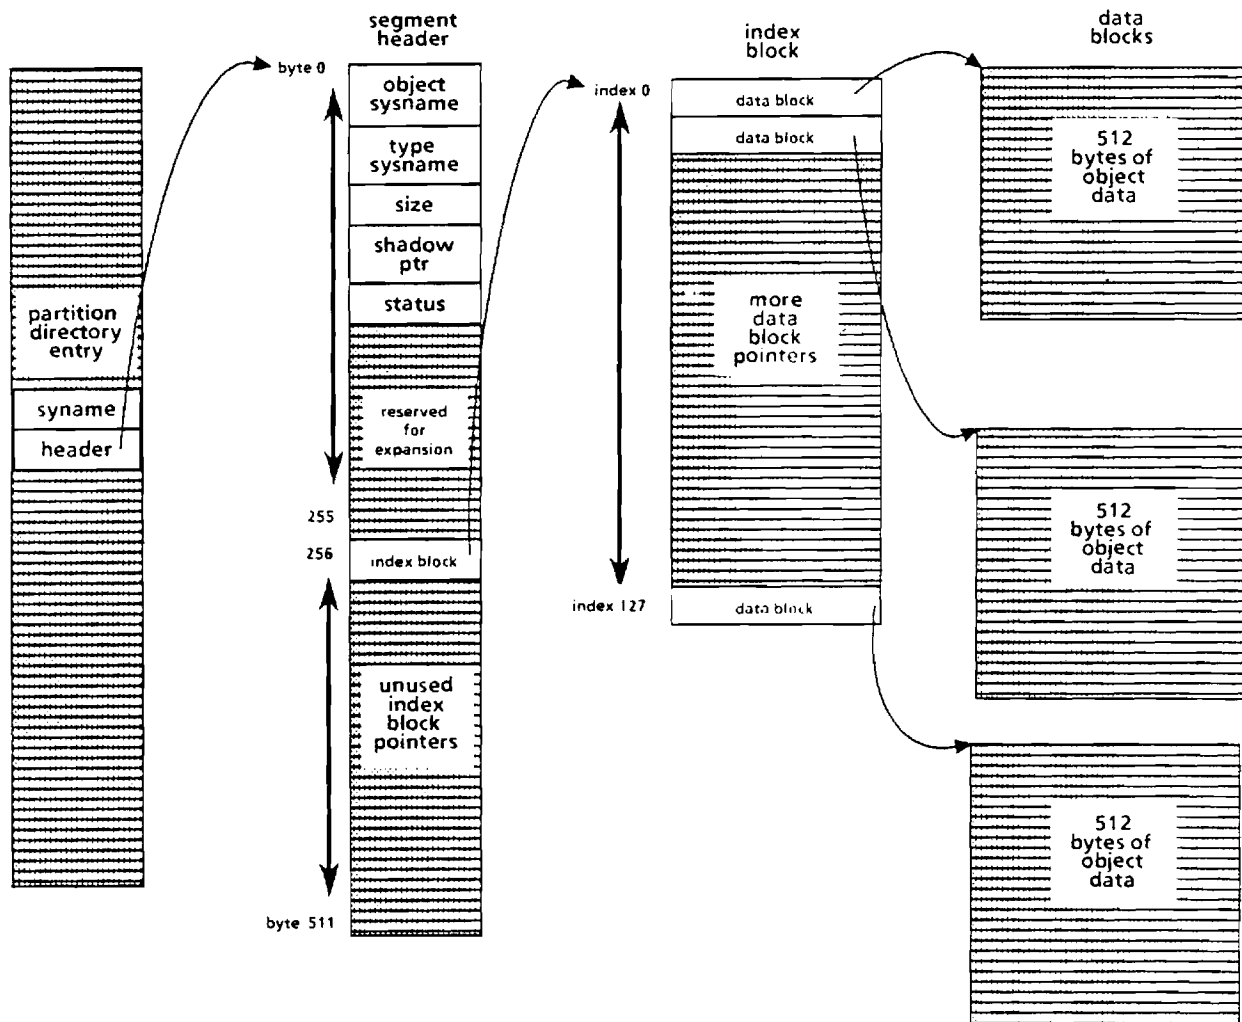 partition
directory
entry
syname
header
segment
header
byte 0
object
sysname
type
sysname
size
shadow
ptr
status
reserved
for
expansion
255
256
index block
unused
index
block
pointers
byte 511
index
block
index 0
data block
data block
more
data
block
pointers
index 127
data block
data
blocks
512
bytes of
object
data
512
bytes of
object
data
512
bytes of
object
data